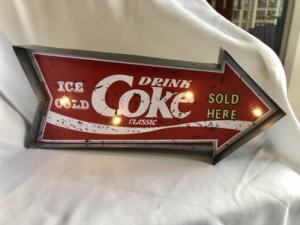 ICE COLD
DRINK
Coke
CLASSIC
SOLD
HERE